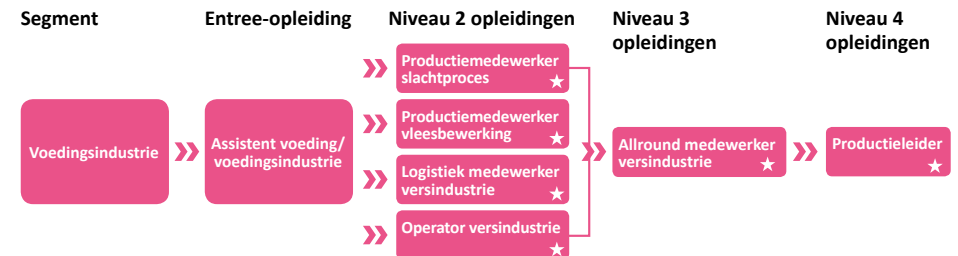 Segment
Entree-opleiding
Niveau 2 opleidingen
Niveau 3
opleidingen
Niveau 4
opleidingen
Voedingsindustrie
Assistent voeding/
voedingsindustrie
Productiemedewerker
slachtproces
Productiemedewerker
vleesbewerking
Logistiek medewerker
versindustrie
Operator versindustrie
Allround medewerker
versindustrie
Productieleider